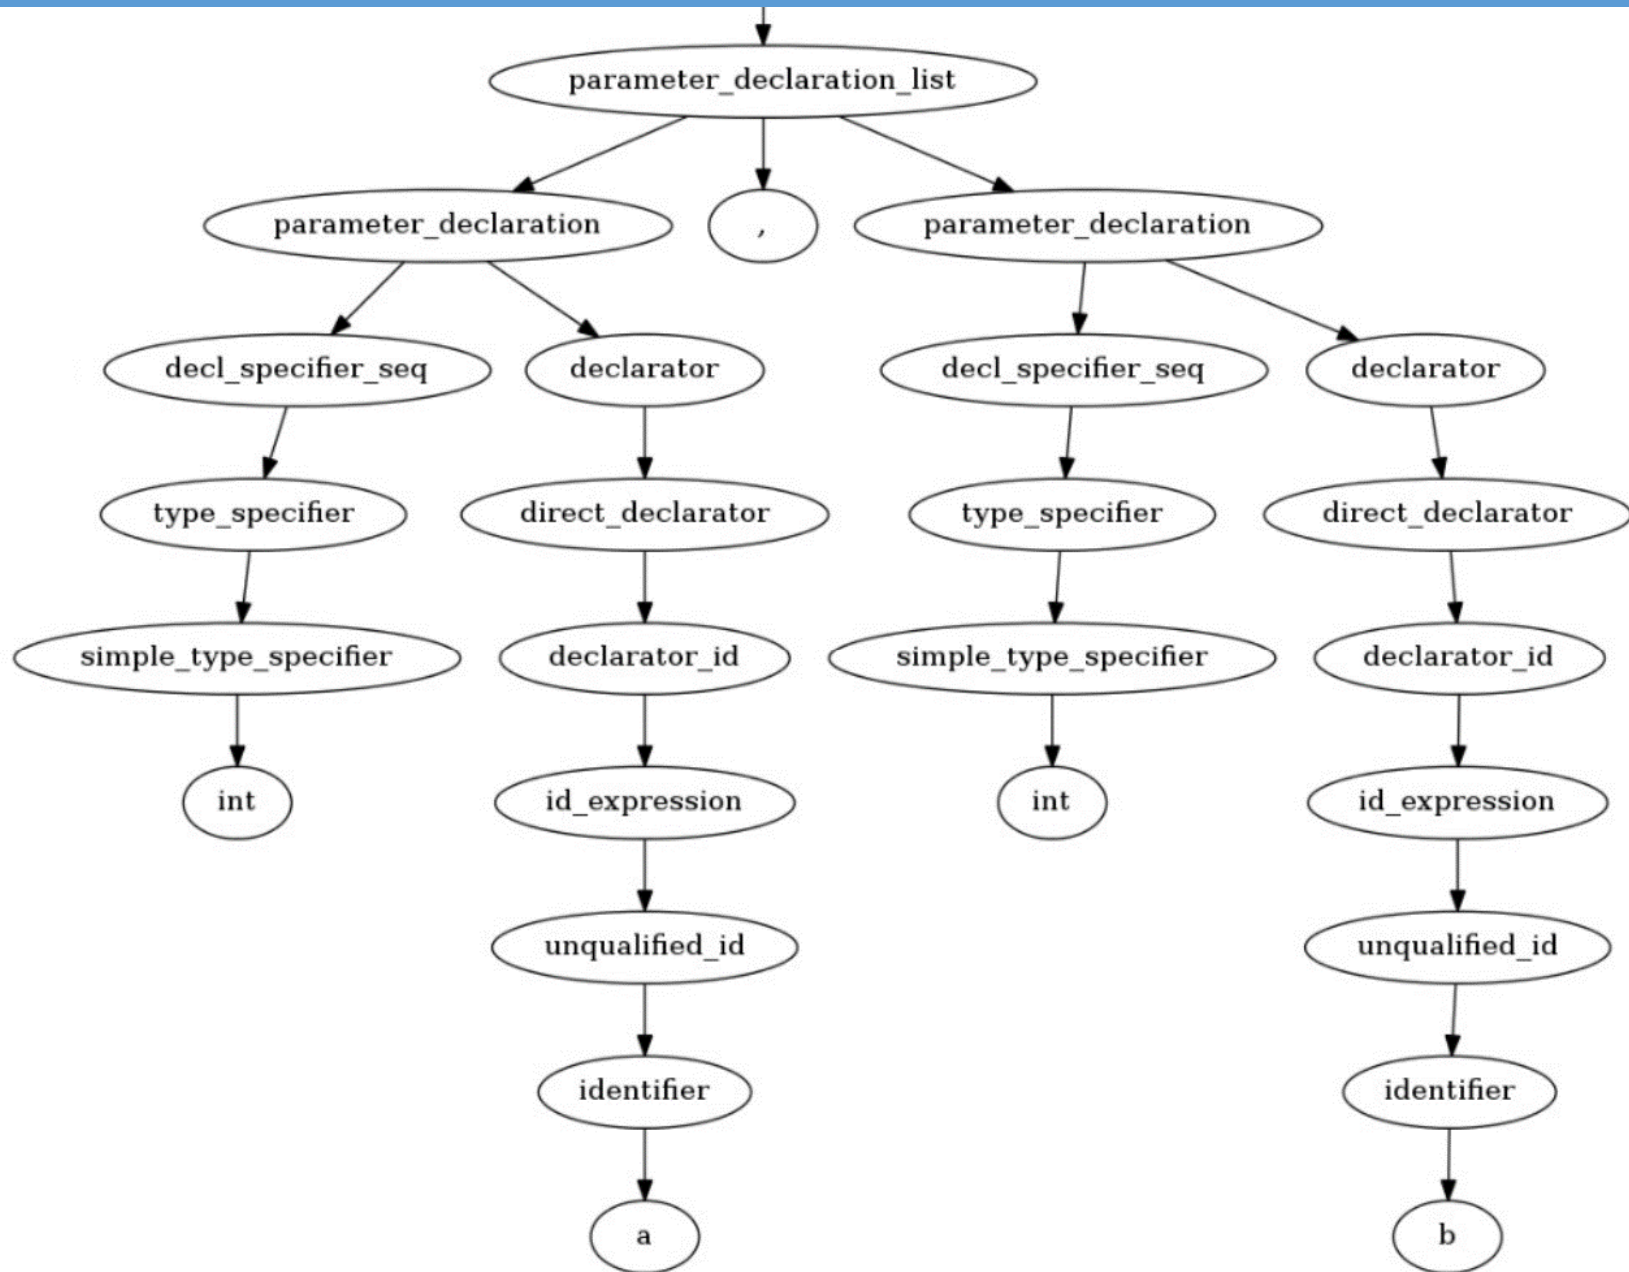 parameter_declaration_list
parameter_declaration , parameter_declaration
decl_specifier_seq declarator decl_specifier_seq declarator
type_specifier direct_declarator type_specifier direct_declarator
simple_type_specifier declarator_id simple_type_specifier declarator_id
int id_expression int id_expression
unqualified_id unqualified_id
identifier identifier
a b